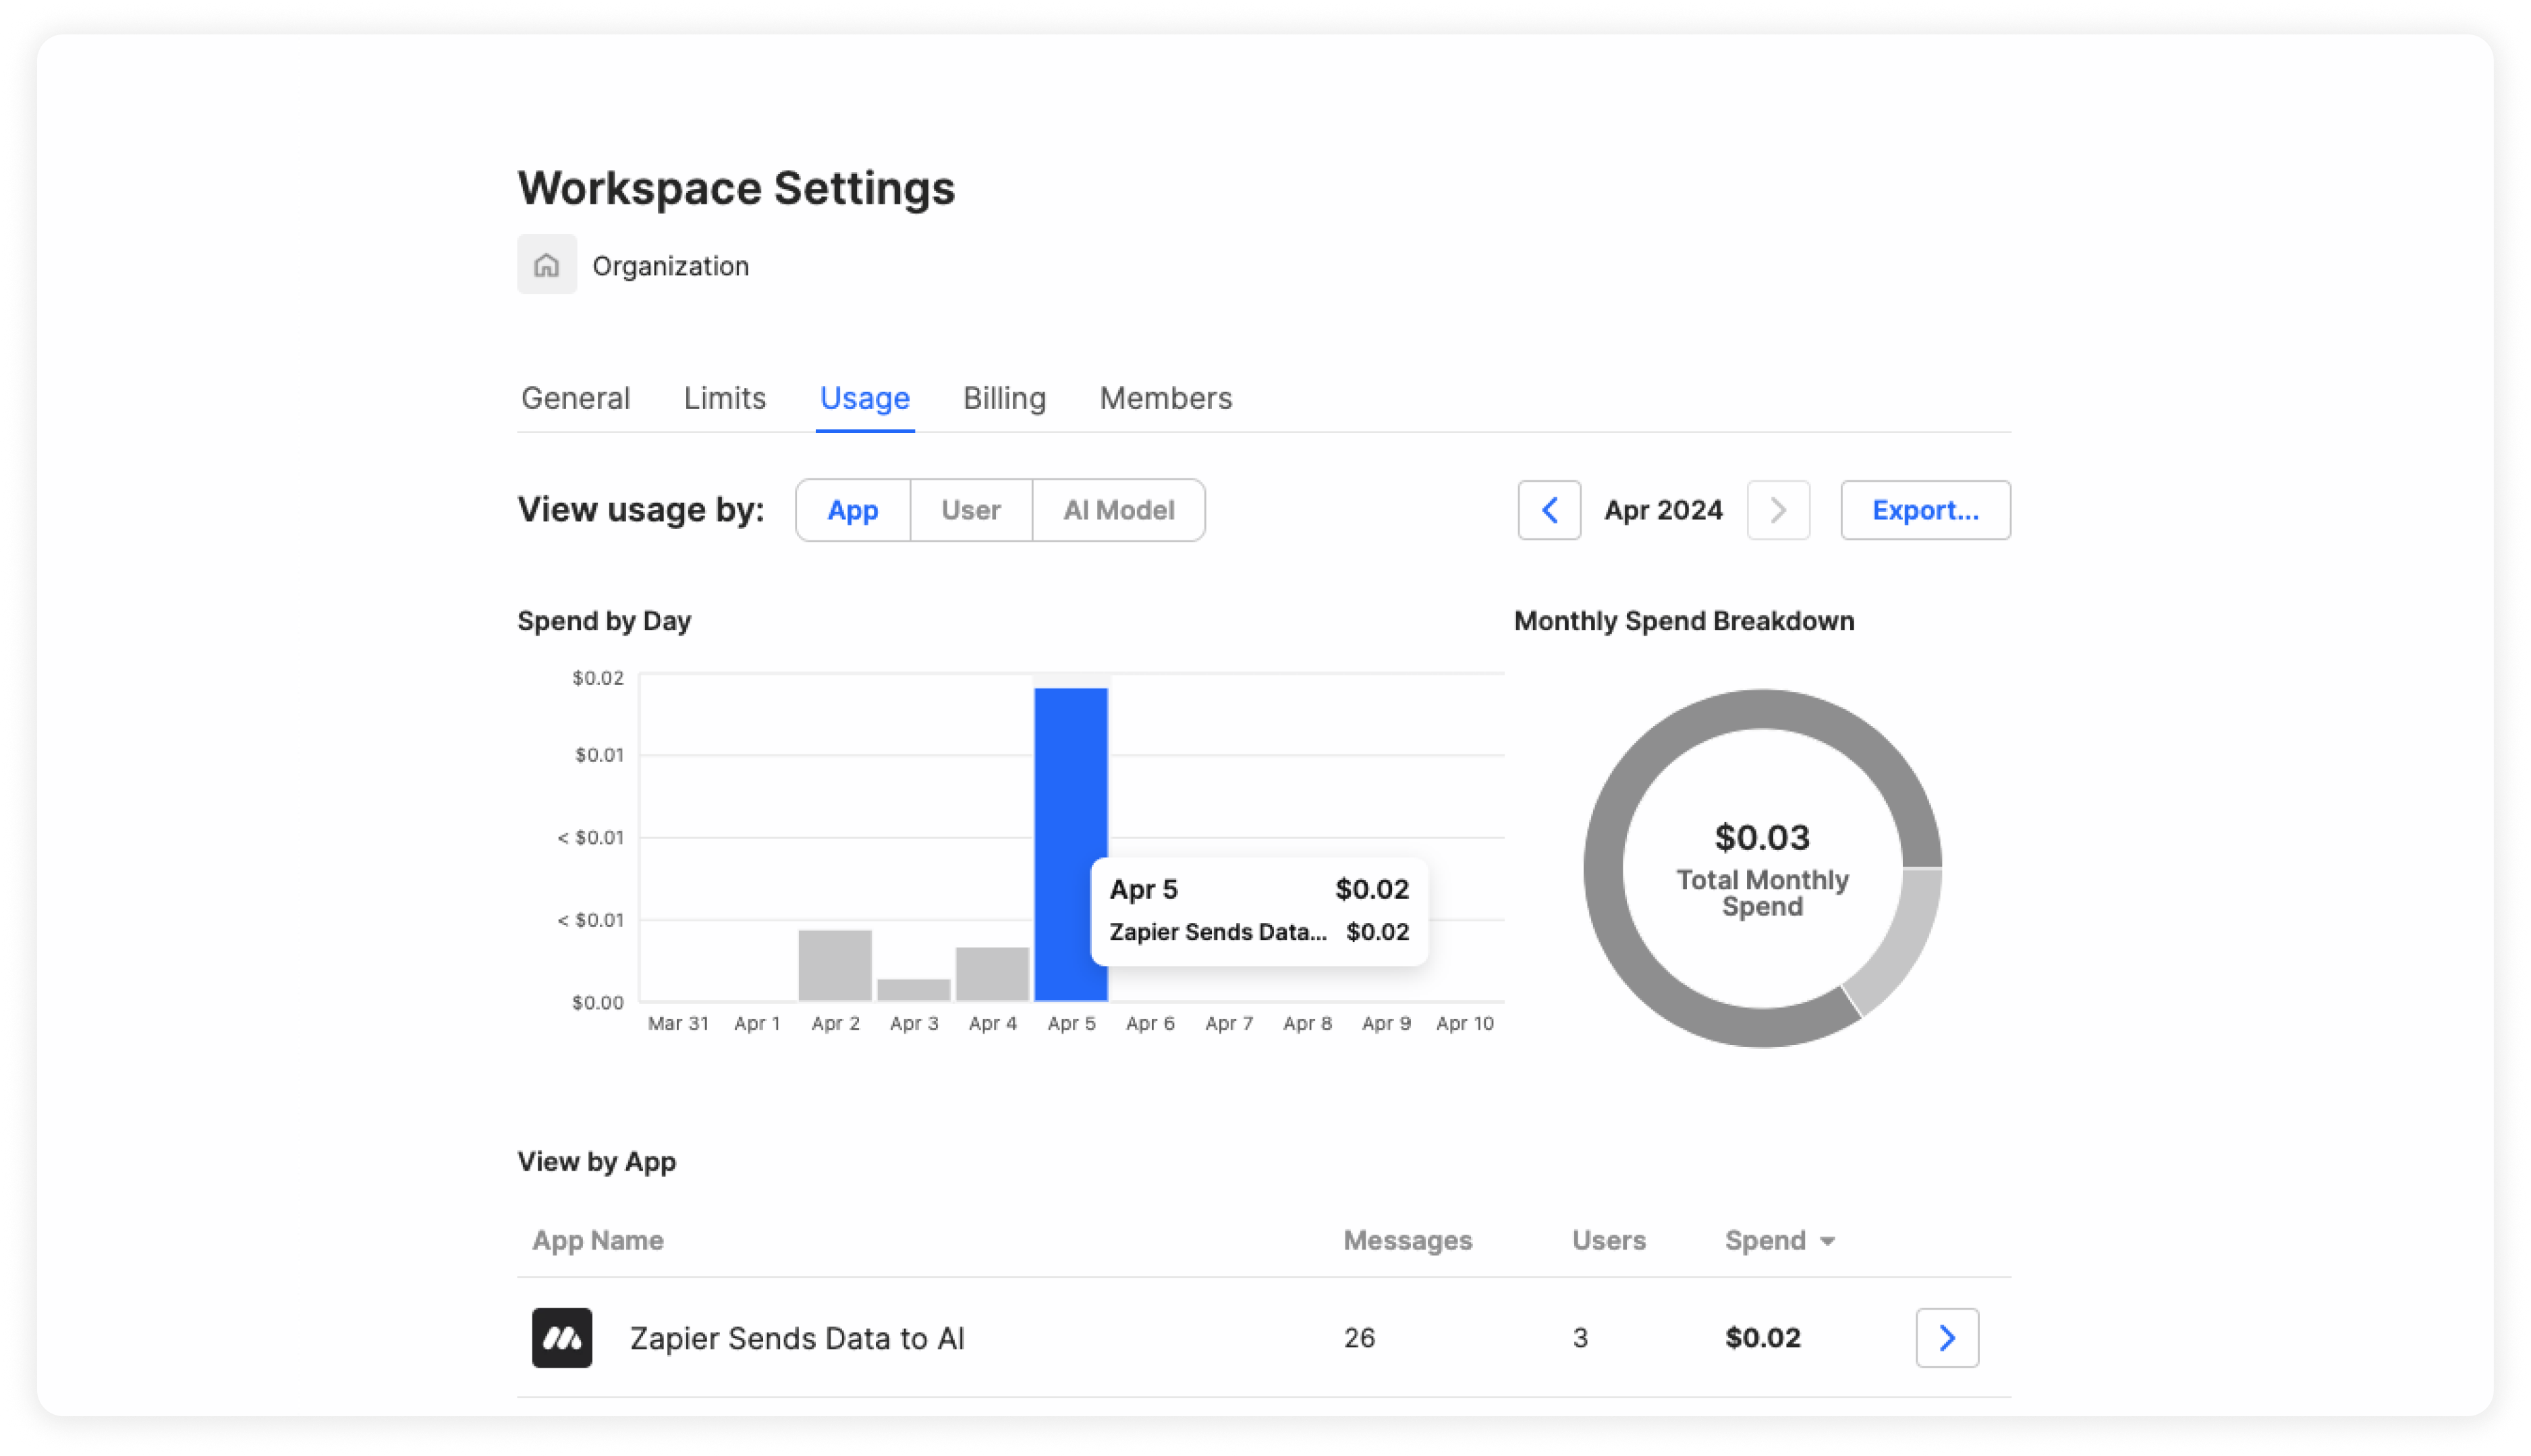 Workspace Settings
Organization
General Limits Usage Billing Members
View usage by: App User AI Model Apr 2024 Export...
Spend by Day
Monthly Spend Breakdown
$0.02
$0.01
< $0.01
< $0.01
$0.00
Mar 31 Apr 1 Apr 2 Apr 3 Apr 4 Apr 5 Apr 6 Apr 7 Apr 8 Apr 9 Apr 10
Apr 5 $0.02
Zapier Sends Data... $0.02
$0.03
Total Monthly
Spend
View by App
App Name Messages Users Spend
Zapier Sends Data to AI 26 3 $0.02